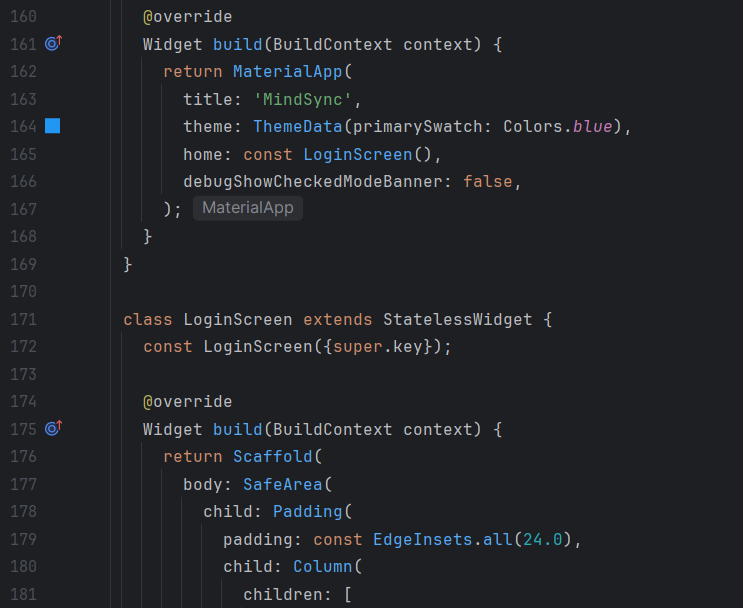 160 @override
161 Widget build(BuildContext context) {
162 return MaterialApp(
163 title: 'MindSync',
164 theme: ThemeData(primarySwatch: Colors.blue),
165 home: const LoginScreen(),
166 debugShowCheckedModeBanner: false,
167 ); MaterialApp
168 }
169 }
170
171 class LoginScreen extends StatelessWidget {
172 const LoginScreen({super.key});
173
174 @override
175 Widget build(BuildContext context) {
176 return Scaffold(
177 body: SafeArea(
178 child: Padding(
179 padding: const EdgeInsets.all(24.0),
180 child: Column(
181 children: [